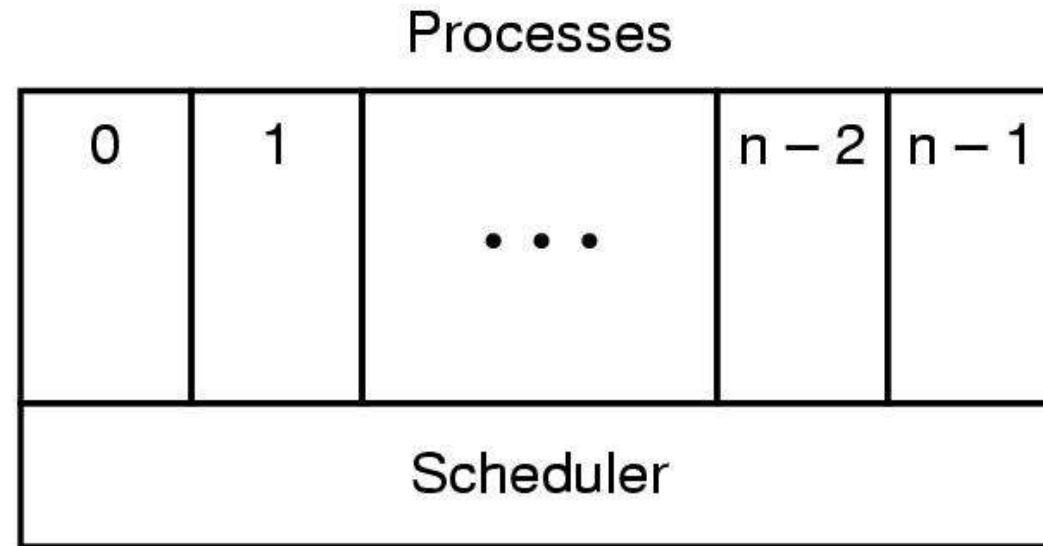 Processes
0 1 n – 2 n – 1
• • •
Scheduler